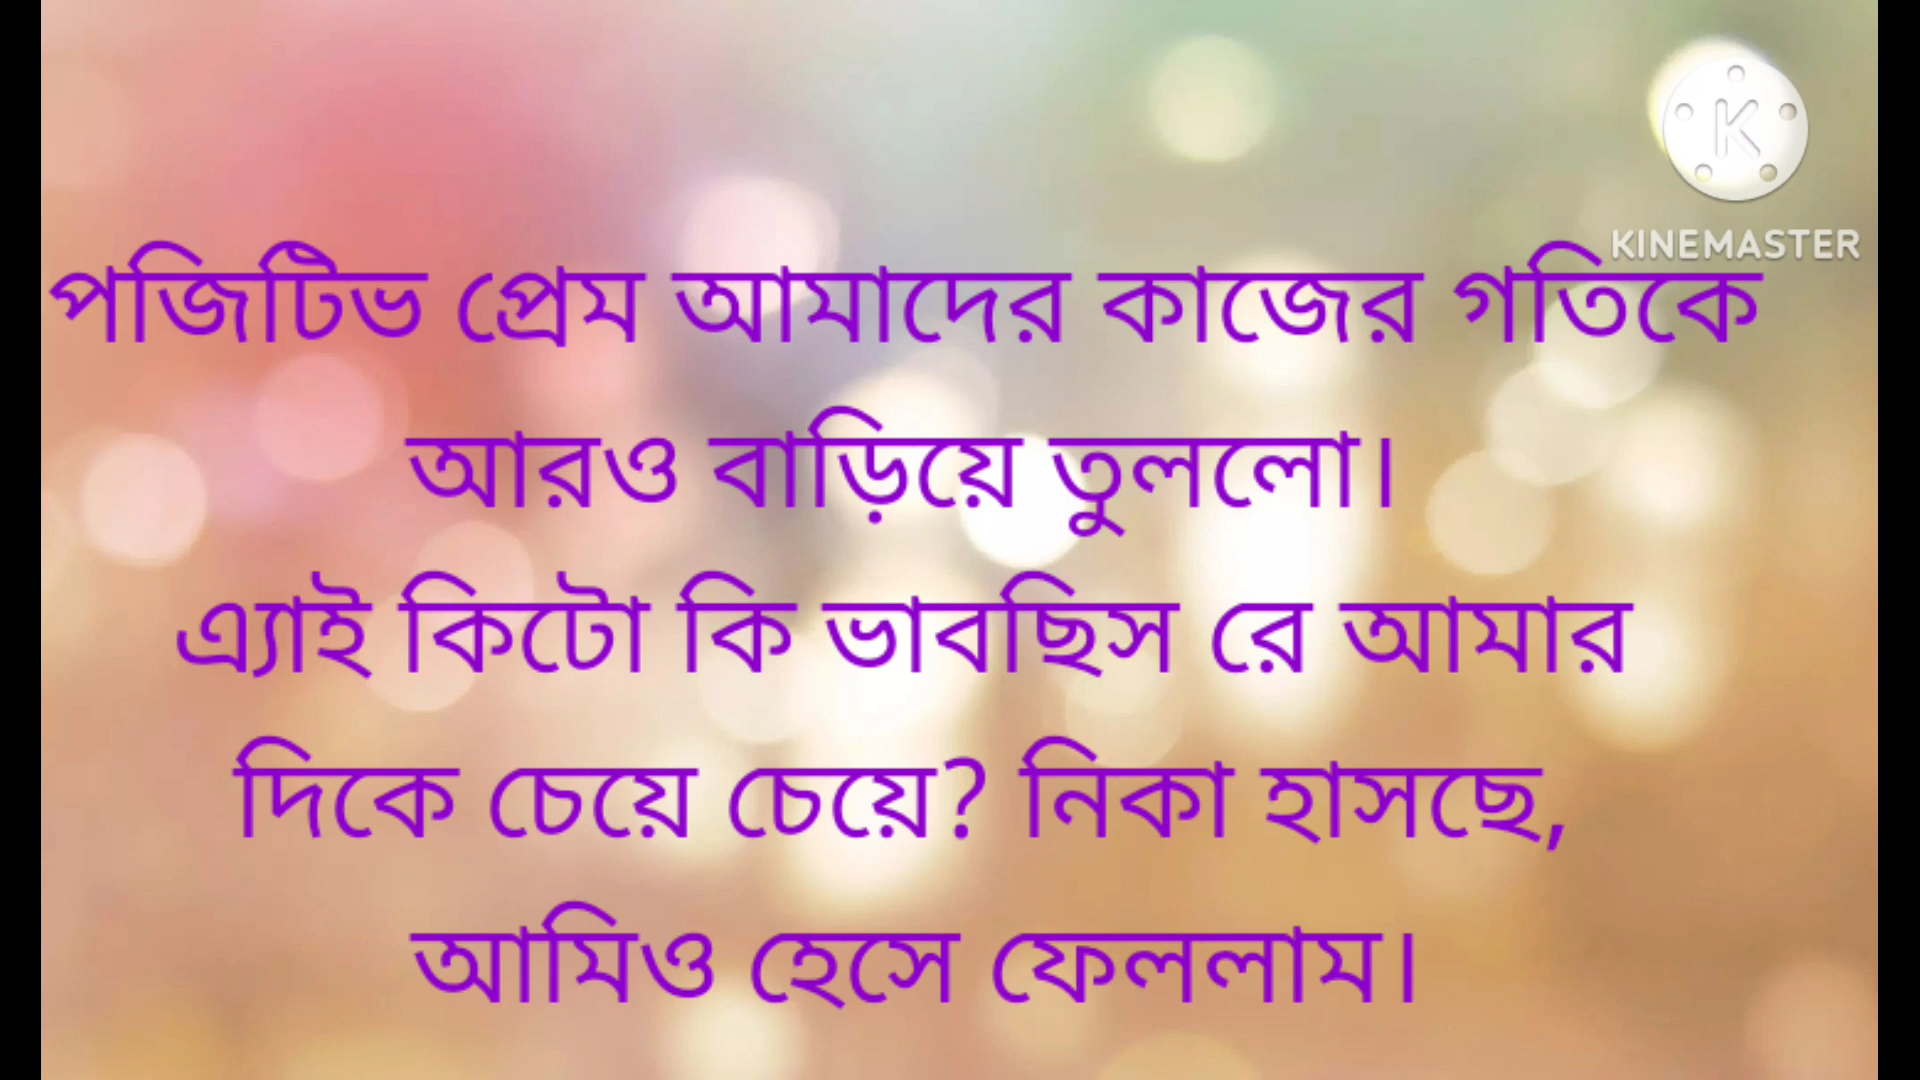 KINEMASTER
পজিটিভ প্রেম আমাদের কাজের গতিকে
আরও বাড়িয়ে তুললো।
এ্যাই কিটো কি ভাবছিস রে আমার
দিকে চেয়ে চেয়ে? নিকা হাসছে,
আমিও হেসে ফেললাম।